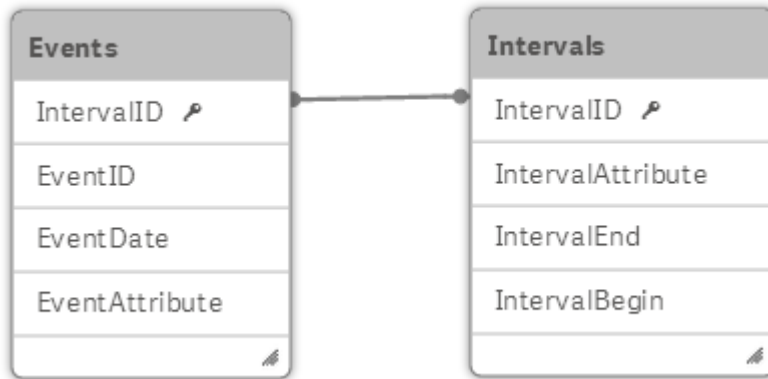 Events
IntervalID
EventID
EventDate
EventAttribute
Intervals
IntervalID
IntervalAttribute
IntervalEnd
IntervalBegin